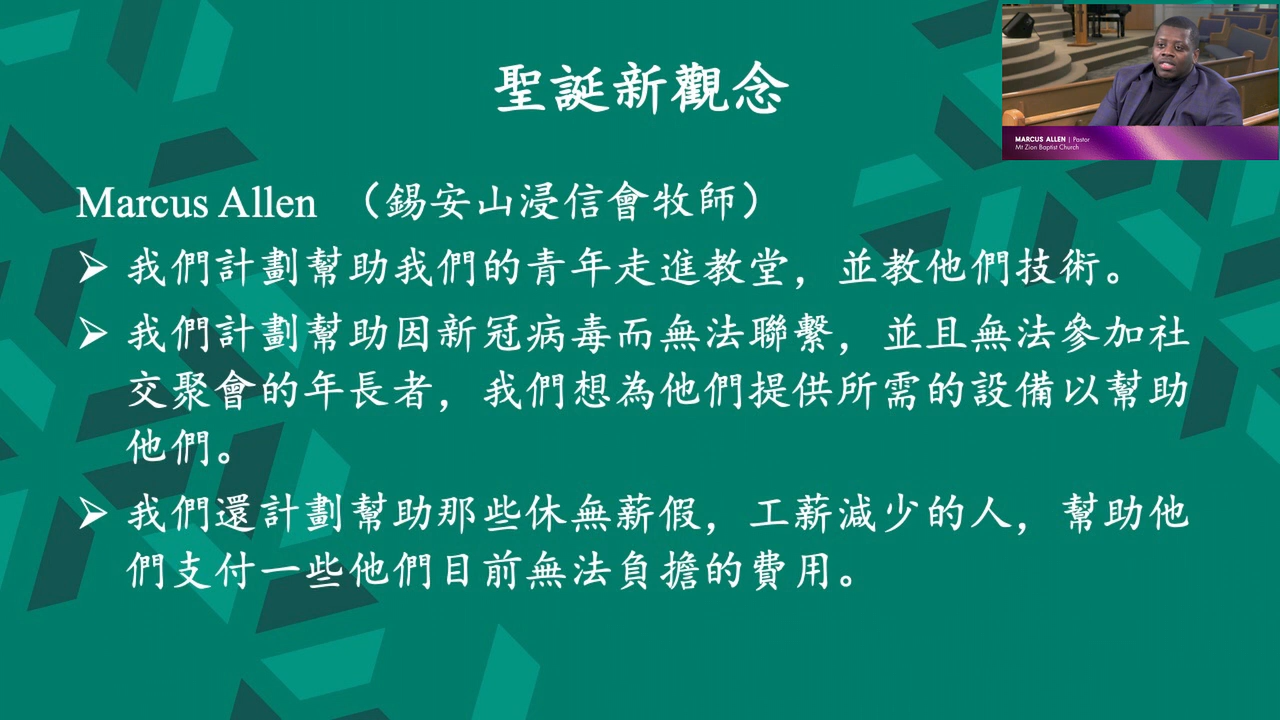 聖誕新觀念
MARCUS ALLEN | Pastor
Mt Zion Baptist Church
Marcus Allen （錫安山浸信會牧師）
➢ 我們計劃幫助我們的青年走進教堂，並教他們技術。
➢ 我們計劃幫助因新冠病毒而無法聯繫，並且無法參加社
交聚會的年長者，我們想為他們提供所需的設備以幫助
他們。
➢ 我們還計劃幫助那些休無薪假，工薪減少的人，幫助他
們支付一些他們目前無法負擔的費用。